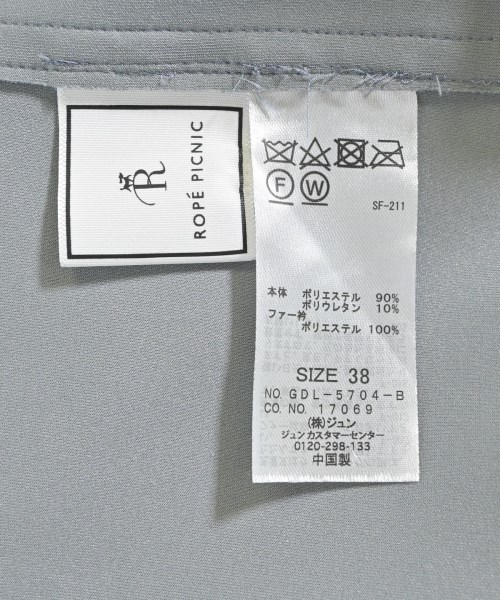 R
ROPÉ PICNIC
F W
SF-211
本体 ポリエステル 90%
ポリウレタン 10%
ファー衿
ポリエステル 100%
SIZE 38
NO. GDL-5704-B
CO. NO. 17069
(株)ジュン
ジュンカスタマーセンター
0120-298-133
中国製